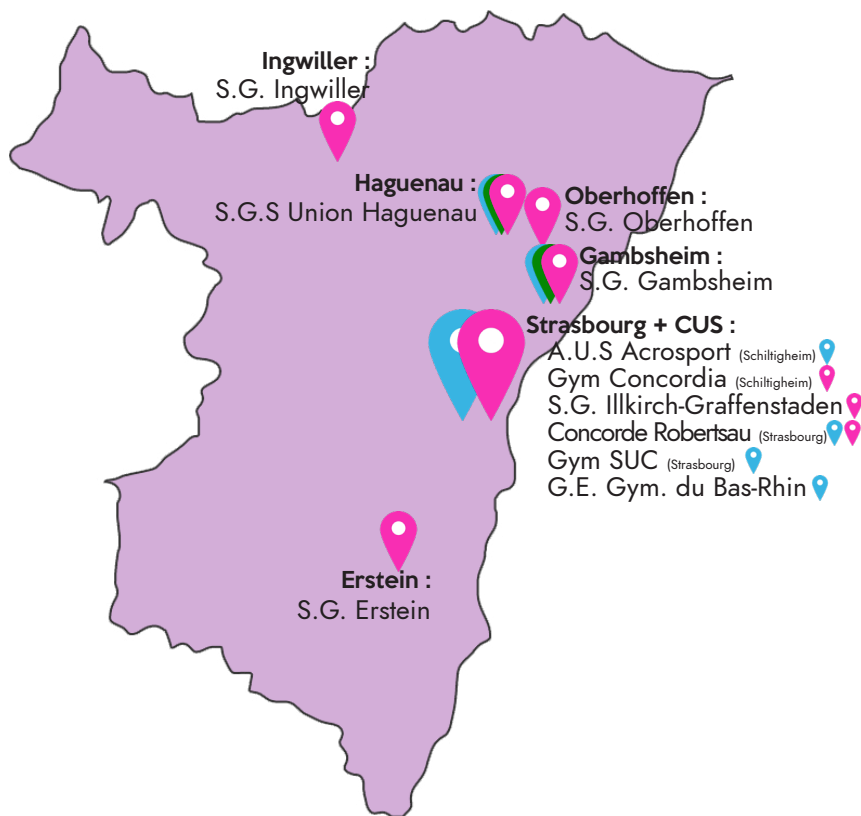 Ingwiller :
S.G. Ingwiller
Haguenau :
S.G.S Union Haguenau
Oberhoffen :
S.G. Oberhoffen
Gambsheim :
S.G. Gambsheim
Strasbourg + CUS :
A.U.S Acrosport (Schiltigheim)
Gym Concordia (Schiltigheim)
S.G. Illkirch-Graffenstaden
Concorde Robertsau (Strasbourg)
Gym SUC (Strasbourg)
G.E. Gym. du Bas-Rhin
Erstein :
S.G. Erstein